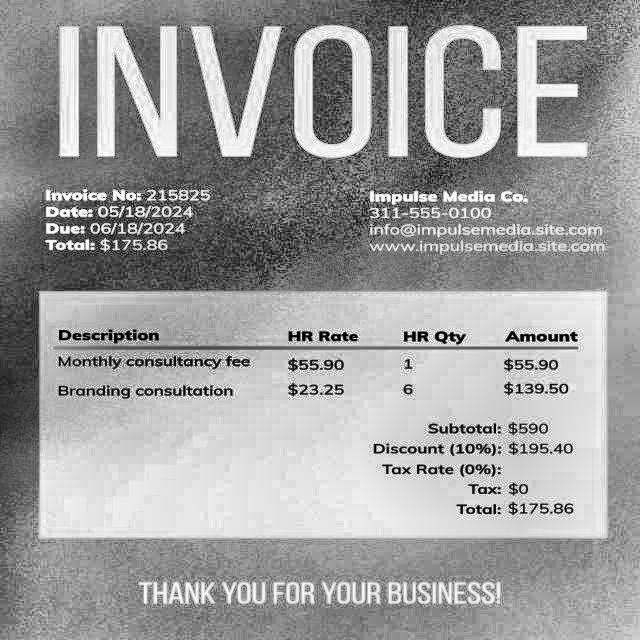 INVOICE
Invoice No: 215825
Date: 05/18/2024
Due: 06/18/2024
Total: $175.86
Impulse Media Co.
311-555-0100
info@impulsemedia.site.com
www.impulsemedia.site.com
Description HR Rate HR Qty Amount
Monthly consultancy fee $55.90 1 $55.90
Branding consultation $23.25 6 $139.50
Subtotal: $590
Discount (10%): $195.40
Tax Rate (0%):
Tax: $0
Total: $175.86
THANK YOU FOR YOUR BUSINESS!